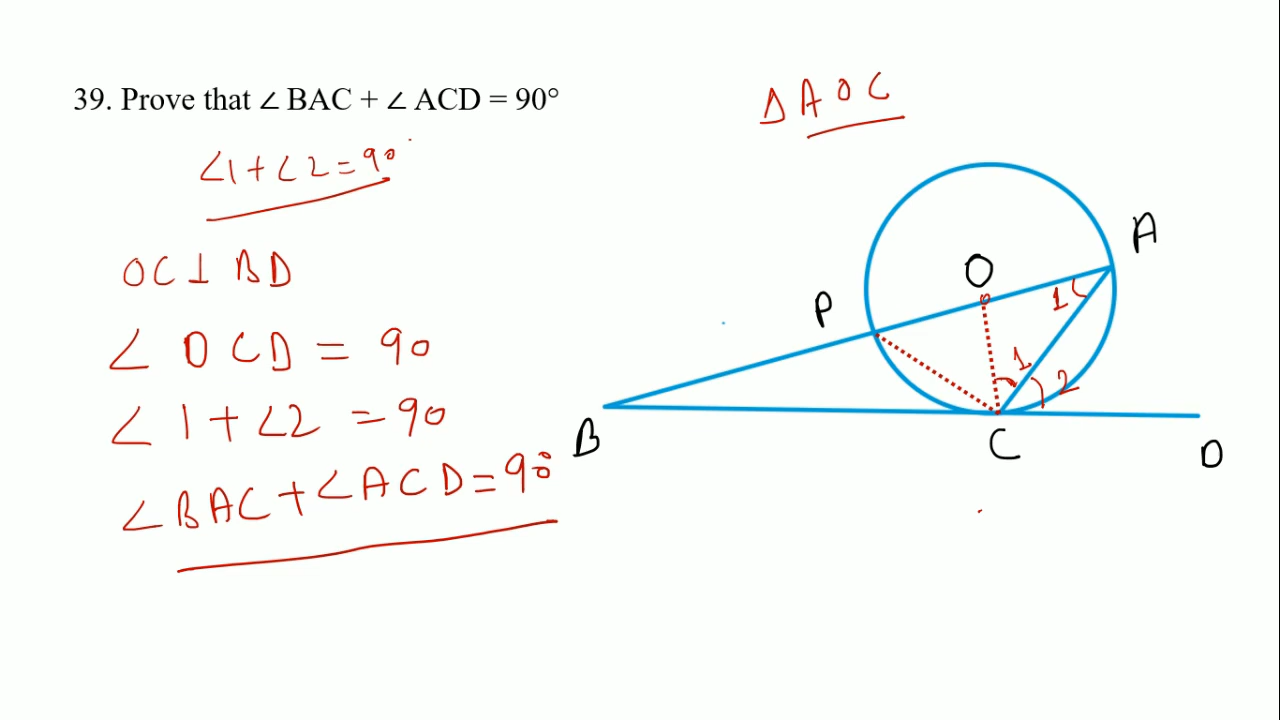 39. Prove that ∠ BAC + ∠ ACD = 90°
∠1+∠2=90°
OC⊥ BD
∠ OCD = 90
∠ 1+∠2 =90
∠BAC+∠ACD=90°
ΔAOC
A
O
P
1
1
2
B
C
D